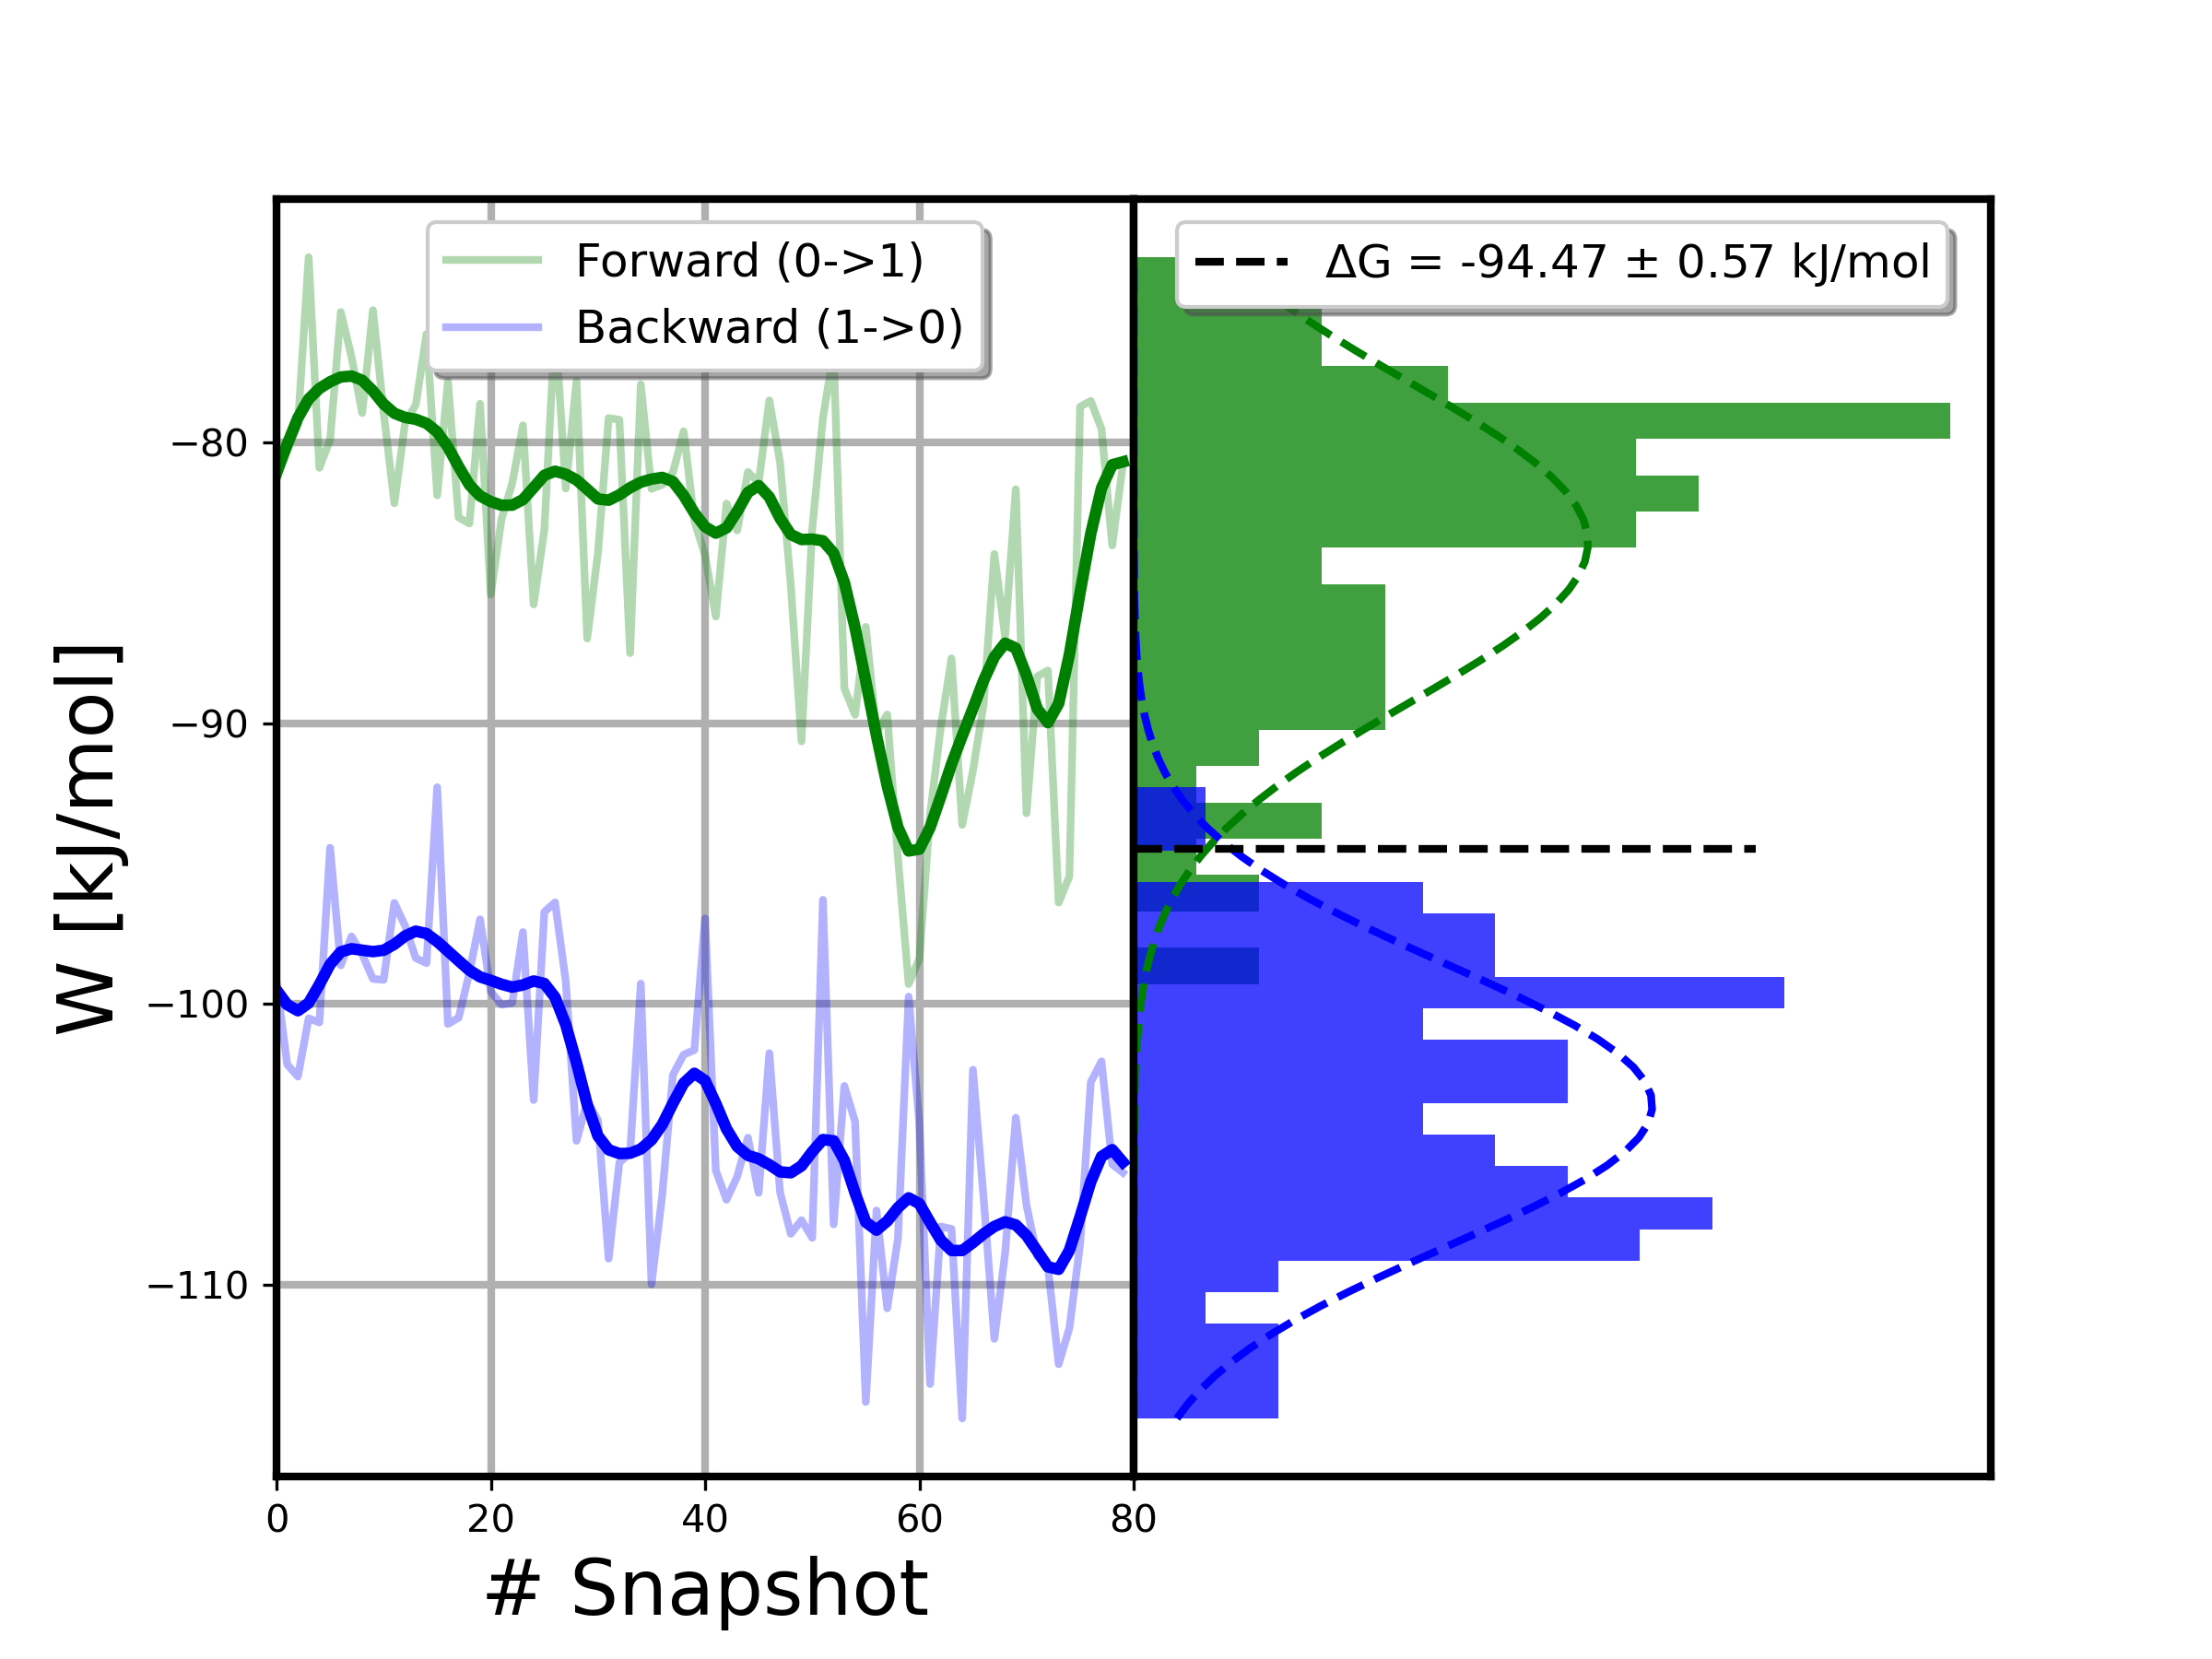 Forward (0->1)
Backward (1->0)
ΔG = -94.47 ± 0.57 kJ/mol
W [kJ/mol]
−80
−90
−100
−110
0 20 40 60 80
# Snapshot